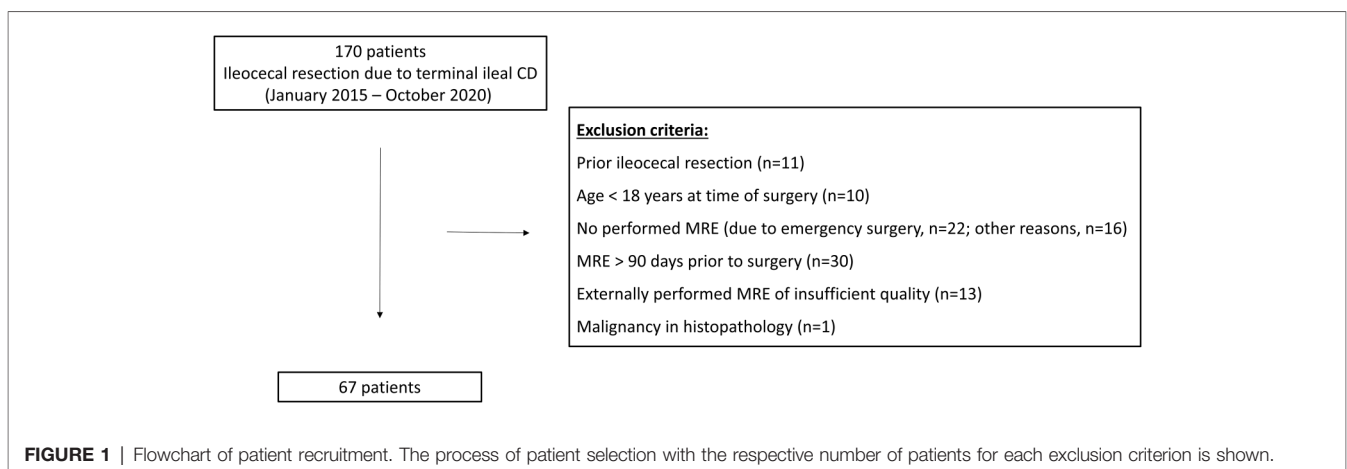 170 patients
Ileocecal resection due to terminal ileal CD
(January 2015 – October 2020)
Exclusion criteria:
Prior ileocecal resection (n=11)
Age < 18 years at time of surgery (n=10)
No performed MRE (due to emergency surgery, n=22; other reasons, n=16)
MRE > 90 days prior to surgery (n=30)
Externally performed MRE of insufficient quality (n=13)
Malignancy in histopathology (n=1)
67 patients
FIGURE 1 | Flowchart of patient recruitment. The process of patient selection with the respective number of patients for each exclusion criterion is shown.